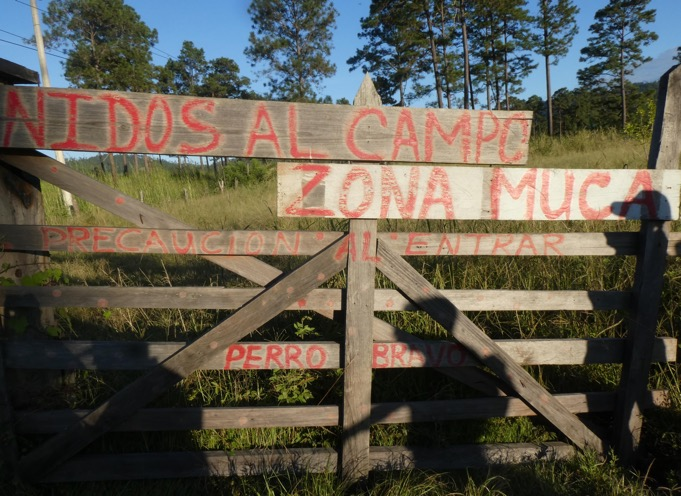 NIDOS AL CAMPO
ZONA MUCA
PRECAUCION AL ENTRAR
PERRO BRAVO